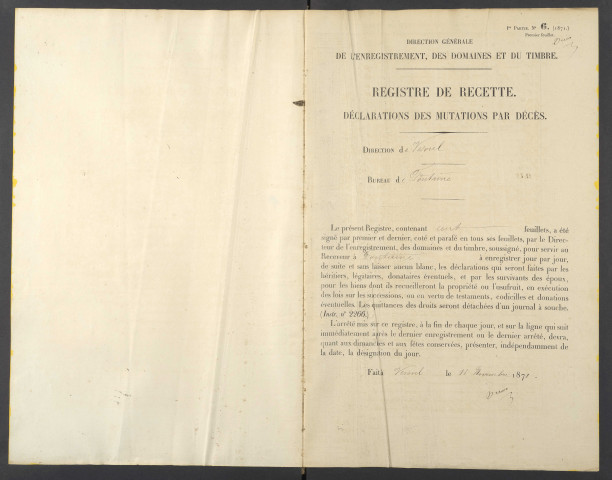 Iʳᵉ Partie. Nº 6. (1871.)
Premier feuillet.
DIRECTION GÉNÉRALE
DE L'ENREGISTREMENT, DES DOMAINES ET DU TIMBRE.
REGISTRE DE RECETTE.
DÉCLARATIONS DES MUTATIONS PAR DÉCÈS.
DIRECTION de Vesoul
BUREAU de
Le présent Registre, contenant cent feuillets, a été
signé par premier et dernier, coté et parafé en tous ses feuillets, par le Direc-
teur de l'enregistrement, des domaines et du timbre, soussigné, pour servir au
Receveur à à enregistrer jour par jour,
de suite et sans laisser aucun blanc, les déclarations qui seront faites par les
héritiers, légataires, donataires éventuels, et par les survivants des époux,
pour les biens dont ils recueilleront la propriété ou l'usufruit, en exécution
des lois sur les successions, ou en vertu de testaments, codicilles et donations
éventuelles. Les quittances des droits seront détachées d'un journal à souche.
(Instr. nº 2266.)
L'arrêté mis sur ce registre, à la fin de chaque jour, et sur la ligne qui suit
immédiatement après le dernier enregistrement ou le dernier arrêté, devra,
quant aux dimanches et aux fêtes conservées, présenter, indépendamment de
la date, la désignation du jour.
Fait à Vesoul le 187